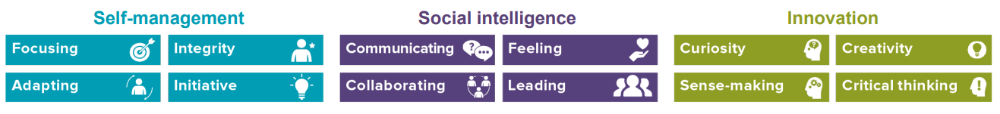 Self-management
Focusing
Integrity
Adapting
Initiative
Social intelligence
Communicating
Feeling
Collaborating
Leading
Innovation
Curiosity
Creativity
Sense-making
Critical thinking